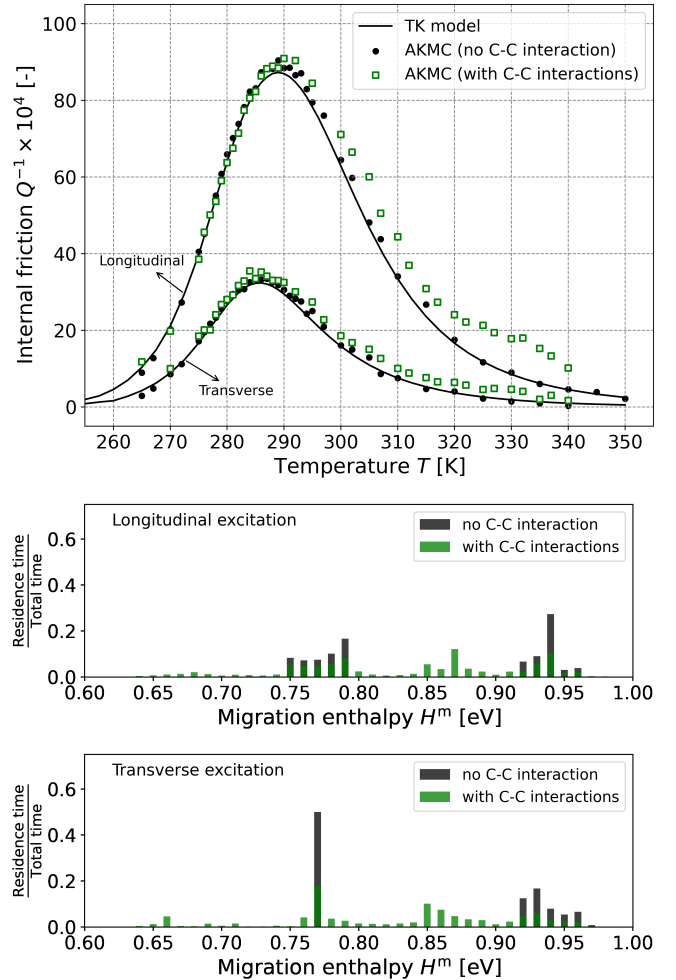 100
80
60
40
20
0
Internal friction Q⁻¹ × 10⁴ [-]
TK model
AKMC (no C-C interaction)
AKMC (with C-C interactions)
Longitudinal
Transverse
260 270 280 290 300 310 320 330 340 350
Temperature T [K]
Longitudinal excitation
no C-C interaction
with C-C interactions
Residence time
Total time
0.6
0.4
0.2
0.0
0.60 0.65 0.70 0.75 0.80 0.85 0.90 0.95 1.00
Migration enthalpy Hᵐ [eV]
Transverse excitation
no C-C interaction
with C-C interactions
Residence time
Total time
0.6
0.4
0.2
0.0
0.60 0.65 0.70 0.75 0.80 0.85 0.90 0.95 1.00
Migration enthalpy Hᵐ [eV]